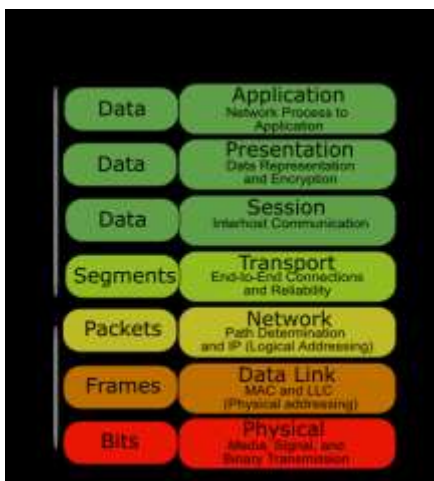 Data
Application
Network Process to
Application
Data
Presentation
Data Representation
and Encryption
Data
Session
Interhost Communication
Segments
Transport
End-to-End Connections
and Reliability
Packets
Network
Path Determination
and IP (Logical Addressing)
Frames
Data Link
MAC and LLC
(Physical addressing)
Bits
Physical
Media, Signal, and
Binary Transmission